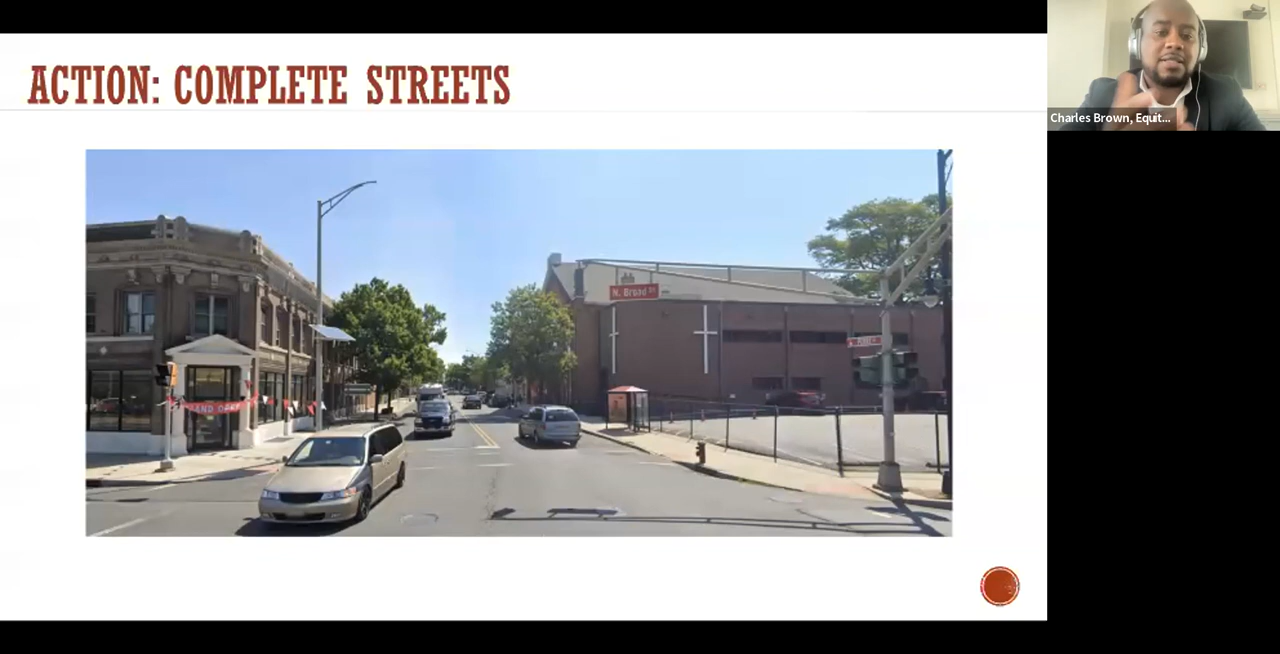 ACTION: COMPLETE STREETS
Charles Brown, Equit...
N. Broad St